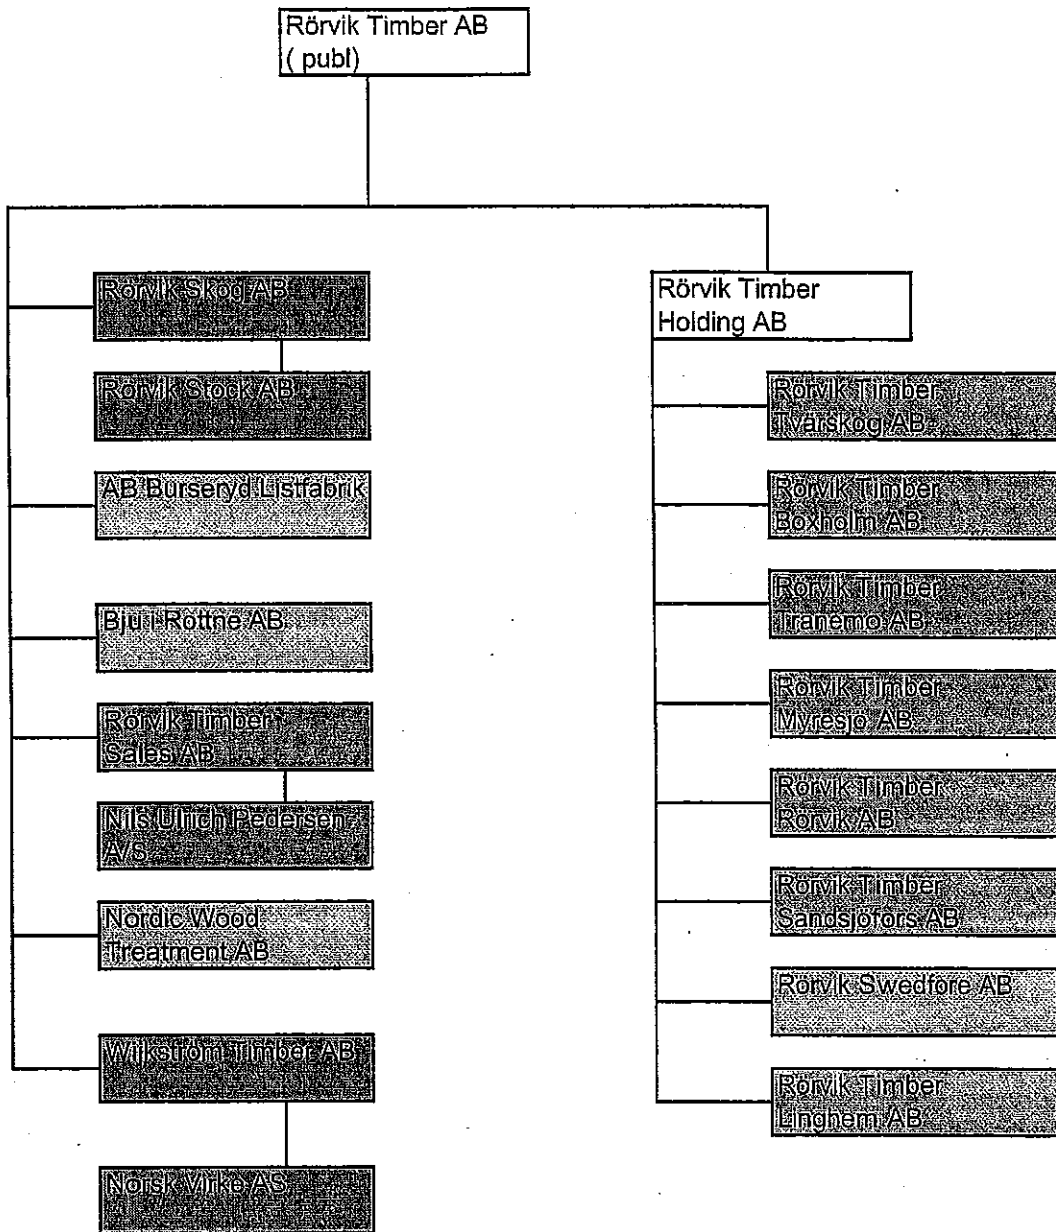 Rörvik Timber AB
( publ)
Rörvik Skog AB
Rörvik Stock AB
AB Burseryd Listfabrik
Bju i Rottne AB
Rörvik Timber
Sales AB
Nils Ulrich Pedersen
A/S
Nordic Wood
Treatment AB
Wijkström Timber AB
Norsk Virke AS
Rörvik Timber
Holding AB
Rörvik Timber
Tvärskog AB
Rörvik Timber
Boxholm AB
Rörvik Timber
Tranemo AB
Rörvik Timber
Myresjö AB
Rörvik Timber
Rörvik AB
Rörvik Timber
Sandsjöfors AB
Rörvik Swedfore AB
Rörvik Timber
Linghem AB